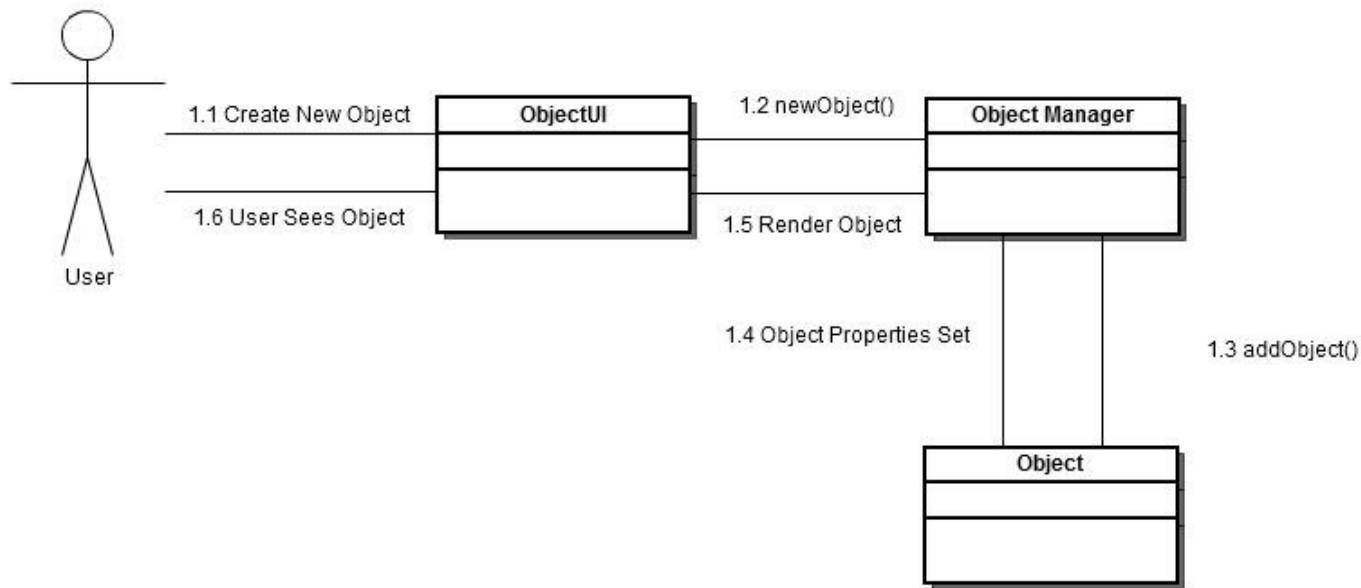 1.1 Create New Object
ObjectUI
1.2 newObject()
Object Manager
1.6 User Sees Object
1.5 Render Object
User
1.4 Object Properties Set
1.3 addObject()
Object